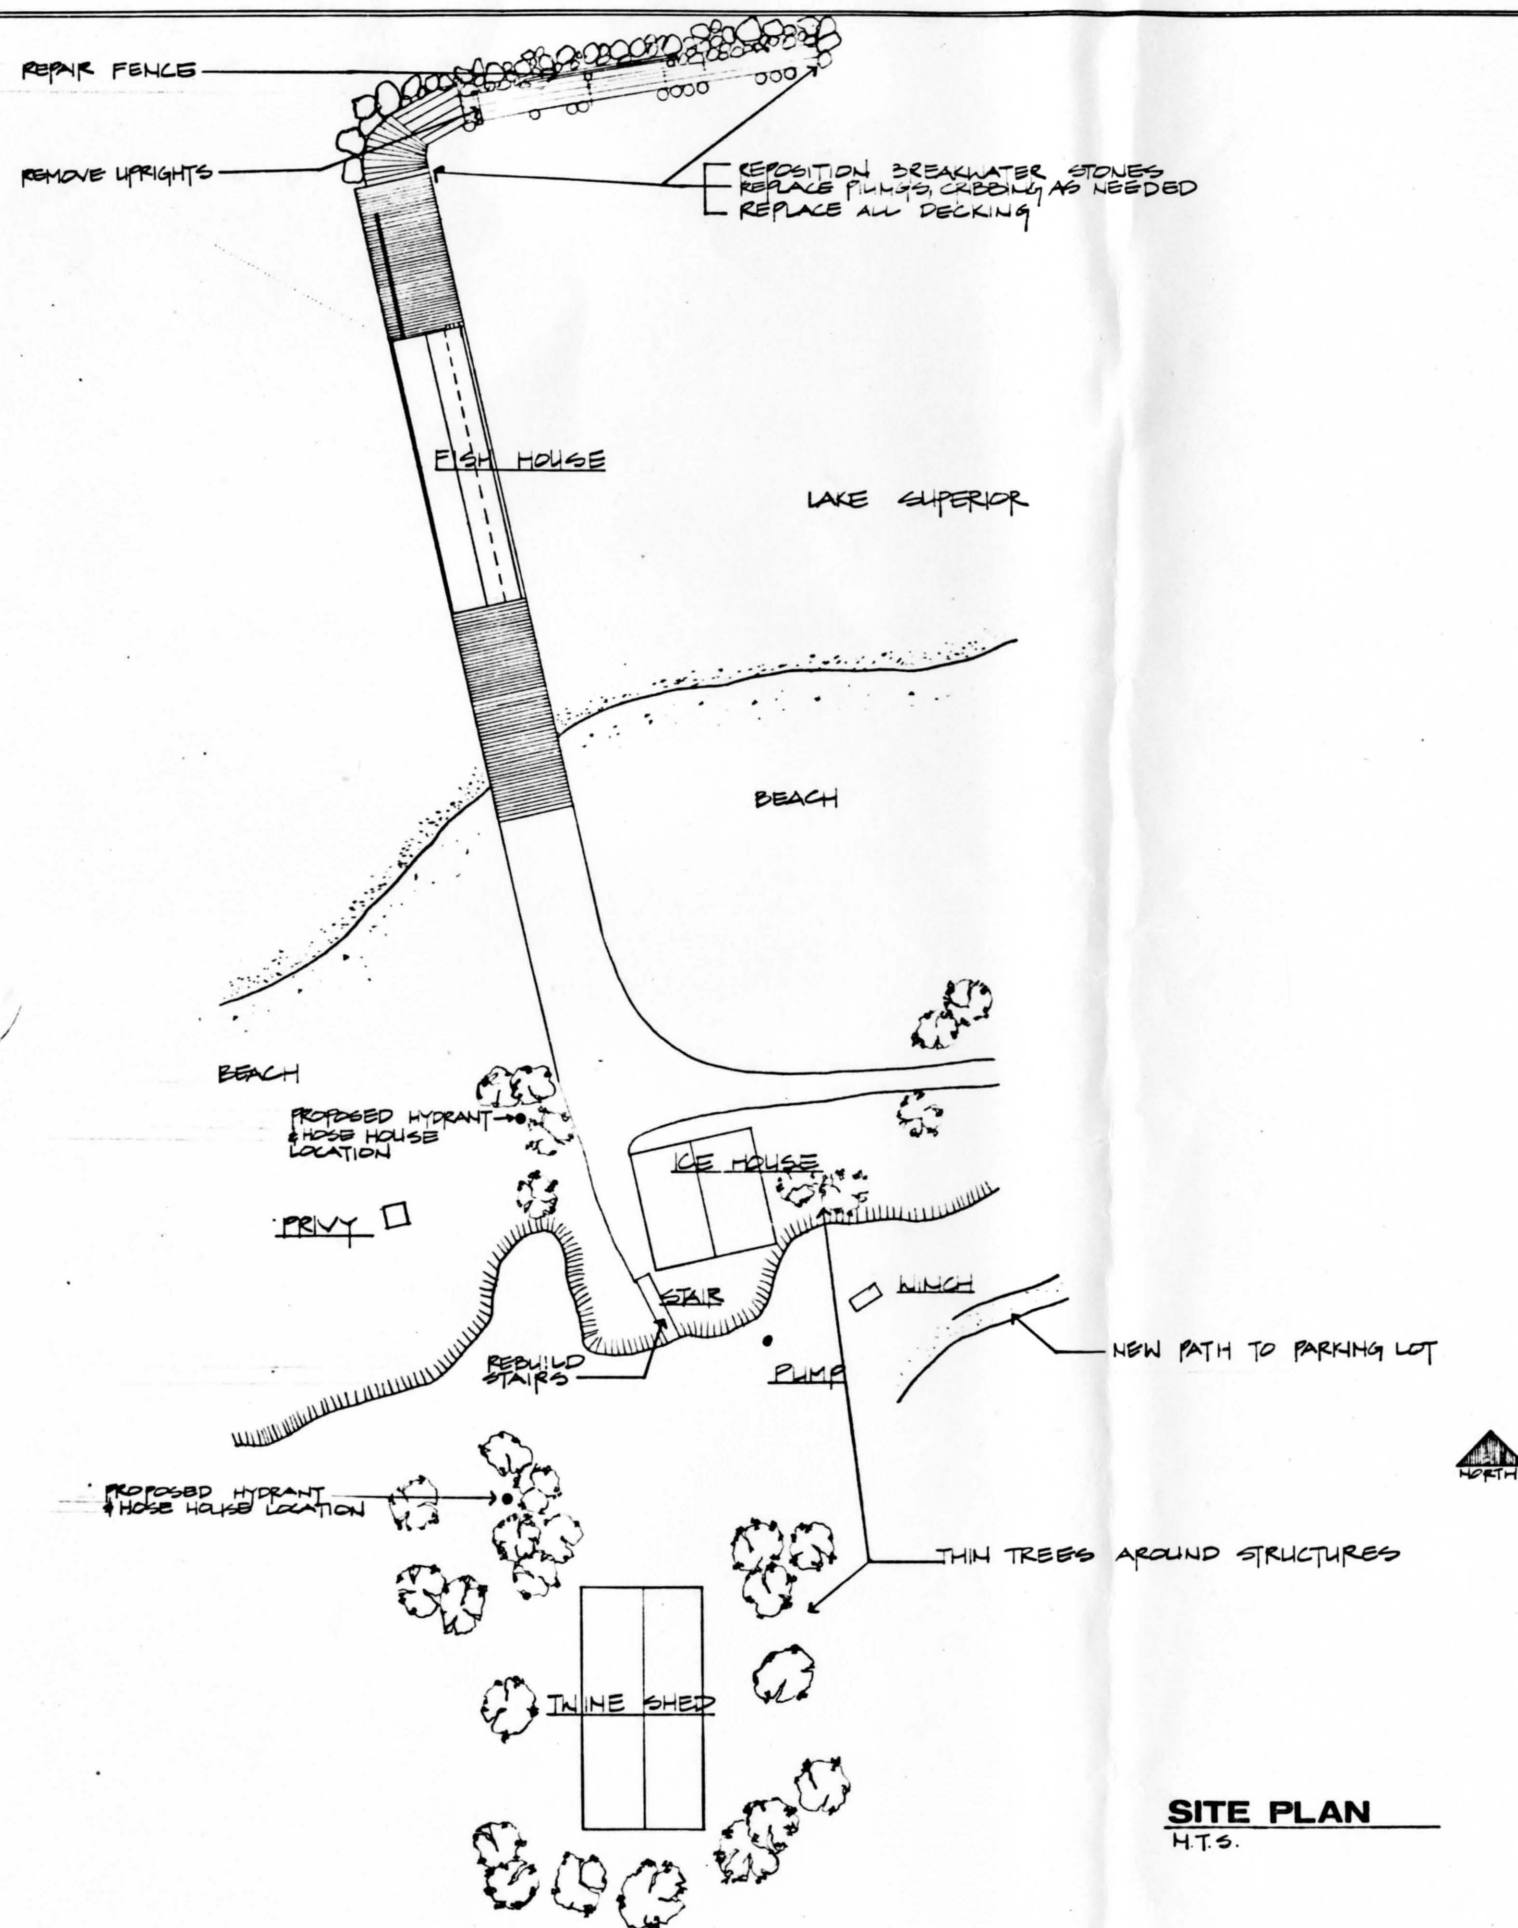 REPAIR FENCE
REMOVE UPRIGHTS
REPOSITION BREAKWATER STONES
REPLACE PILINGS, CRIBBING AS NEEDED
REPLACE ALL DECKING
FISH HOUSE
LAKE SUPERIOR
BEACH
BEACH
PROPOSED HYDRANT
& HOSE HOUSE
LOCATION
ICE HOUSE
PRIVY
STAIR
WINCH
REBUILD
STAIRS
PUMP
NEW PATH TO PARKING LOT
NORTH
PROPOSED HYDRANT
& HOSE HOUSE LOCATION
THIN TREES AROUND STRUCTURES
TWINE SHED
SITE PLAN
N.T.S.